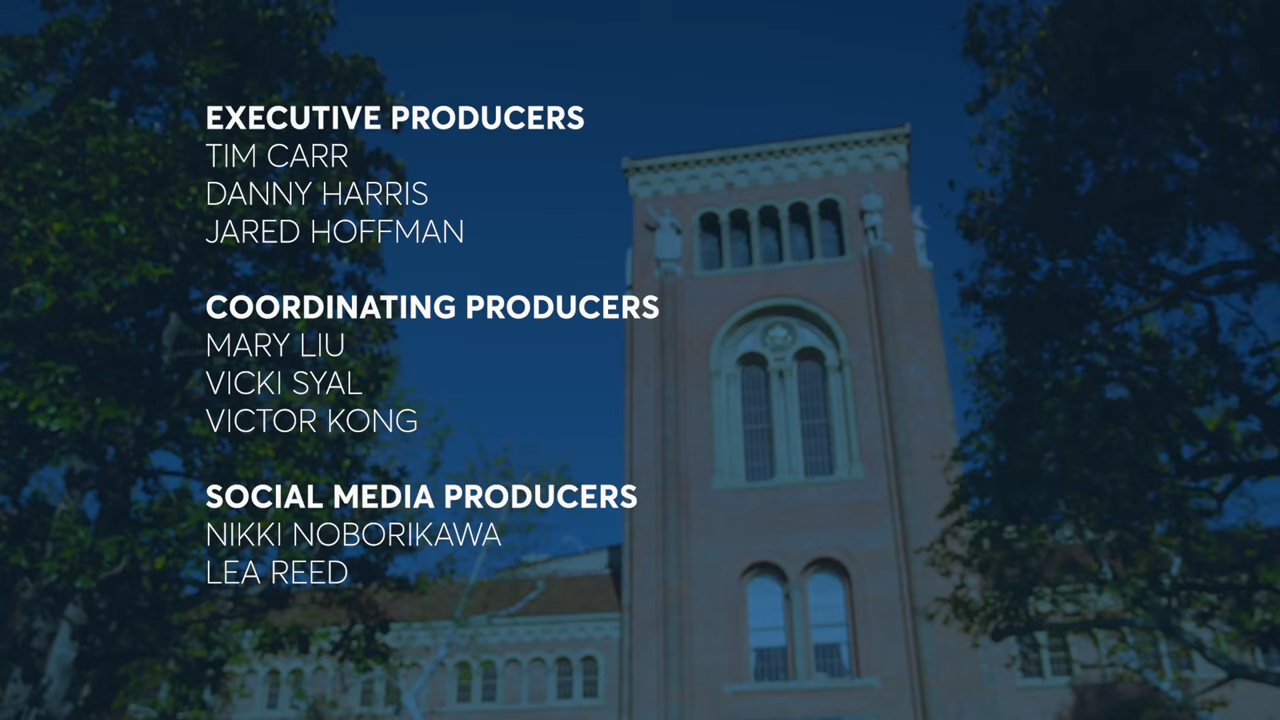 EXECUTIVE PRODUCERS
TIM CARR
DANNY HARRIS
JARED HOFFMAN
COORDINATING PRODUCERS
MARY LIU
VICKI SYAL
VICTOR KONG
SOCIAL MEDIA PRODUCERS
NIKKI NOBORIKAWA
LEA REED